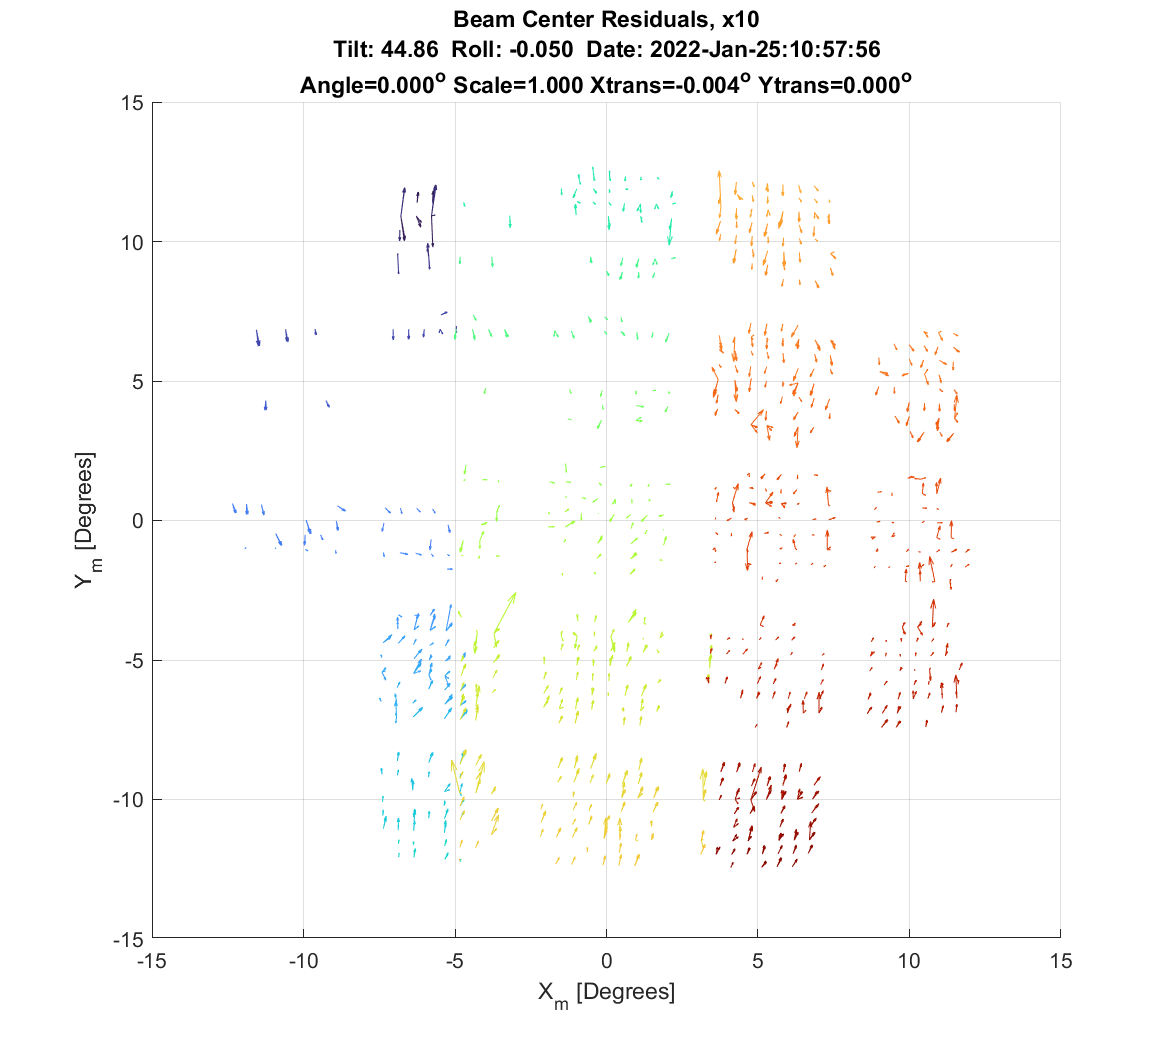 Beam Center Residuals, x10
Tilt: 44.86 Roll: -0.050 Date: 2022-Jan-25:10:57:56
Angle=0.000° Scale=1.000 Xtrans=-0.004° Ytrans=0.000°
15
10
5
0
-5
-10
-15
Y_m [Degrees]
-15 -10 -5 0 5 10 15
X_m [Degrees]